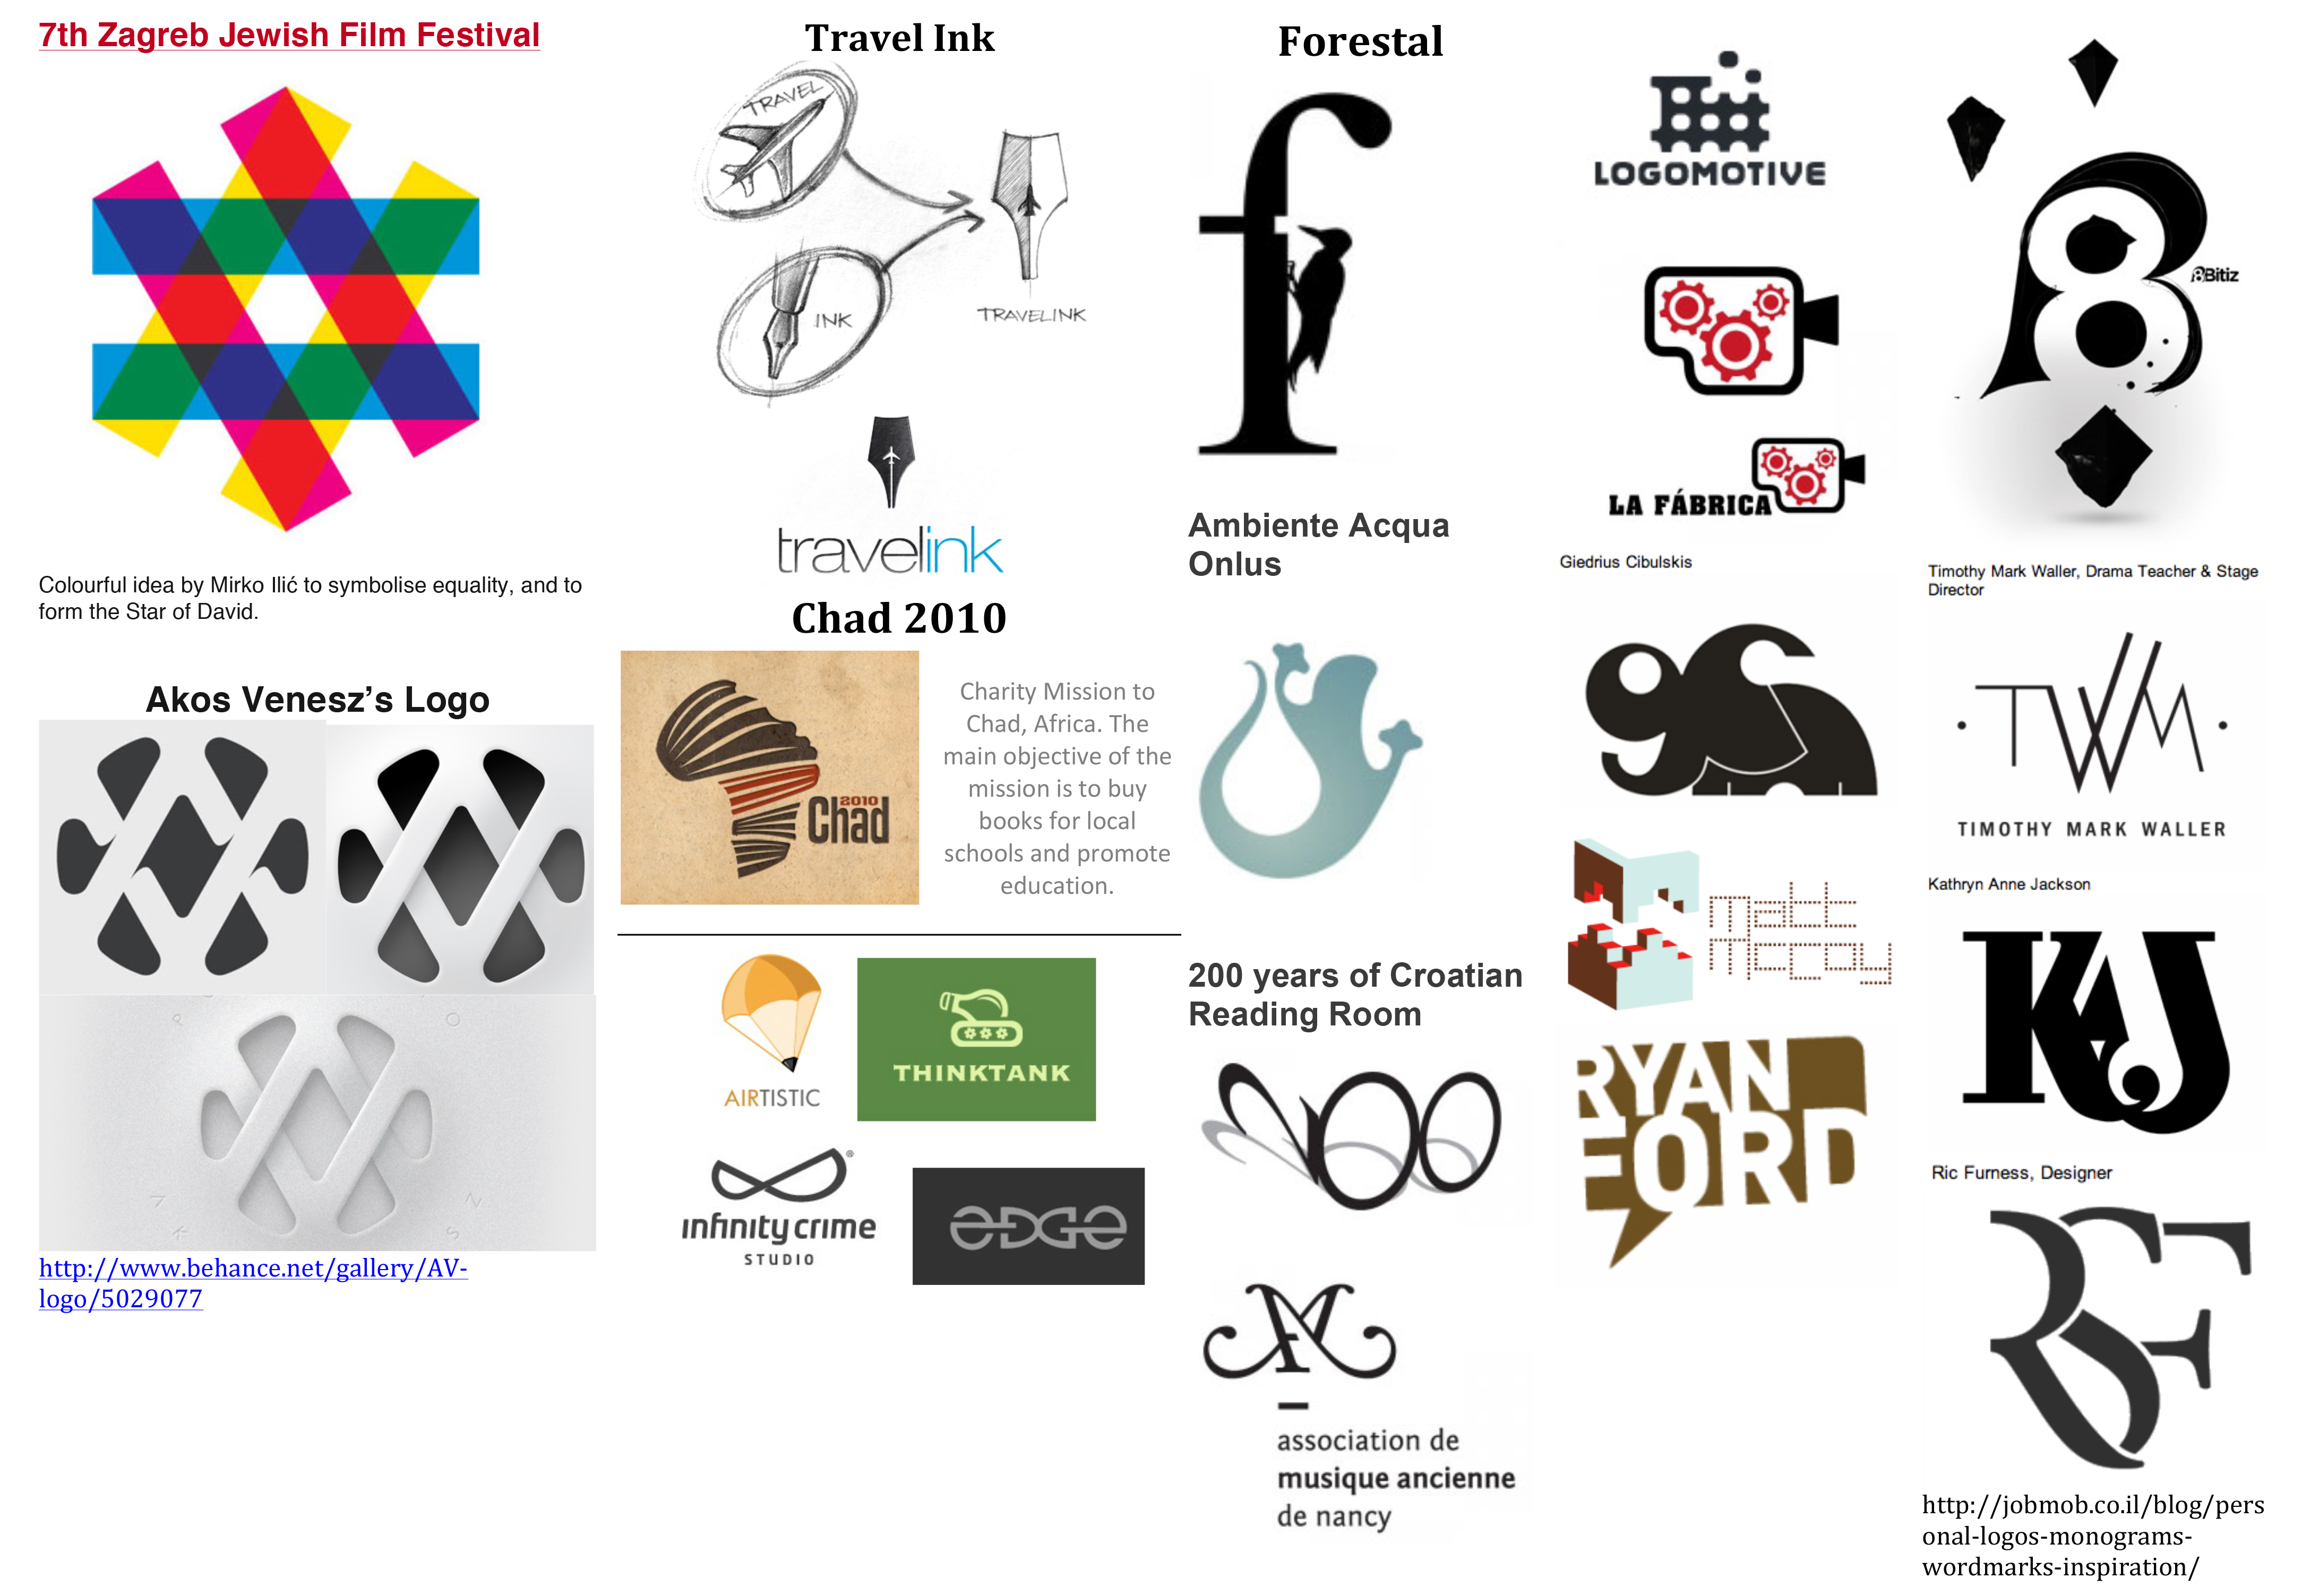 7th Zagreb Jewish Film Festival
Colourful idea by Mirko Ilić to symbolise equality, and to
form the Star of David.
Akos Venesz’s Logo
http://www.behance.net/gallery/AV-
logo/5029077
Travel Ink
TRAVEL
INK
TRAVELINK
travelink
Chad 2010
2010
Chad
Charity Mission to
Chad, Africa. The
main objective of the
mission is to buy
books for local
schools and promote
education.
AIRTISTIC
THINKTANK
infinity crime
STUDIO
eDGe
Forestal
f
Ambiente Acqua
Onlus
200 years of Croatian
Reading Room
200
association de
musique ancienne
de nancy
LOGOMOTIVE
LA FÁBRICA
Giedrius Cibulskis
matt
mccoy
RYAN
FORD
8Bitiz
Timothy Mark Waller, Drama Teacher & Stage
Director
TWM
TIMOTHY MARK WALLER
Kathryn Anne Jackson
KAJ
Ric Furness, Designer
RSF
http://jobmob.co.il/blog/pers
onal-logos-monograms-
wordmarks-inspiration/